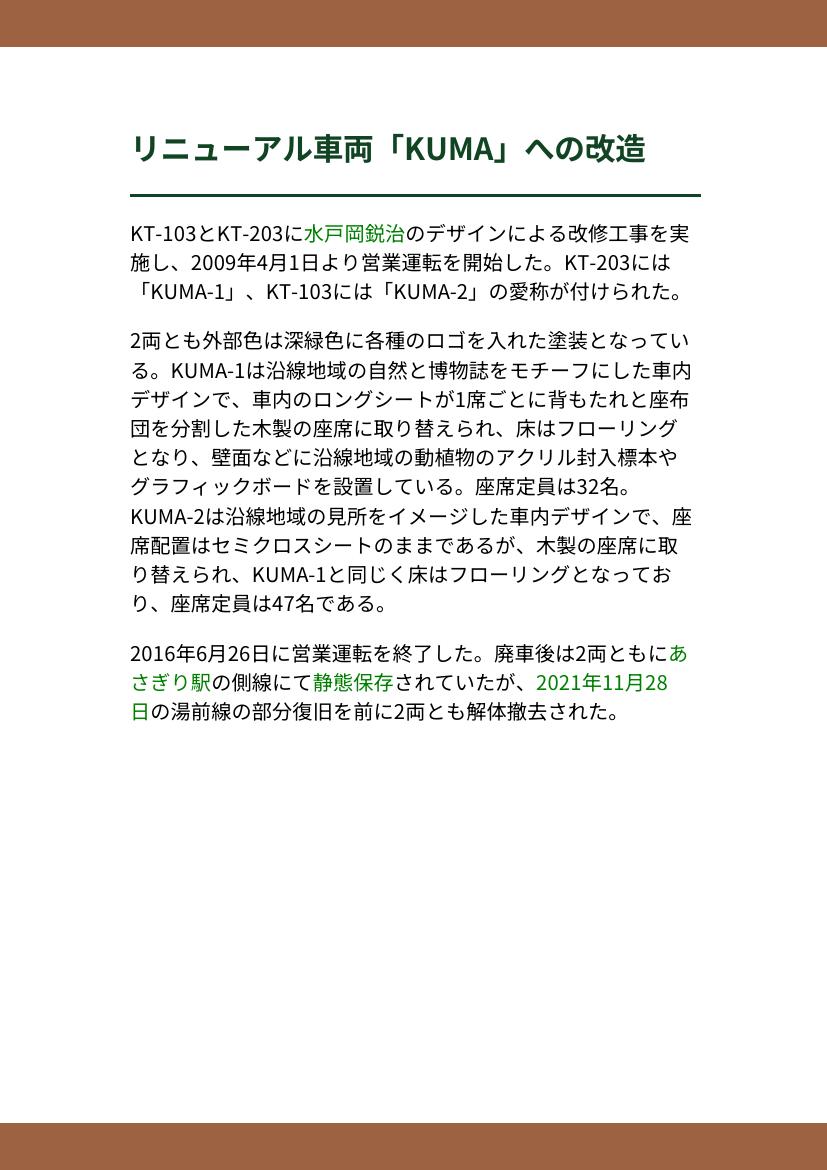 リニューアル車両「KUMA」への改造
KT-103とKT-203に水戸岡鋭治のデザインによる改修工事を実
施し、2009年4月1日より営業運転を開始した。KT-203には
「KUMA-1」、KT-103には「KUMA-2」の愛称が付けられた。
2両とも外部色は深緑色に各種のロゴを入れた塗装となってい
る。KUMA-1は沿線地域の自然と博物誌をモチーフにした車内
デザインで、車内のロングシートが1席ごとに背もたれと座布
団を分割した木製の座席に取り替えられ、床はフローリング
となり、壁面などに沿線地域の動植物のアクリル封入標本や
グラフィックボードを設置している。座席定員は32名。
KUMA-2は沿線地域の見所をイメージした車内デザインで、座
席配置はセミクロスシートのままであるが、木製の座席に取
り替えられ、KUMA-1と同じく床はフローリングとなってお
り、座席定員は47名である。
2016年6月26日に営業運転を終了した。廃車後は2両ともにあ
さぎり駅の側線にて静態保存されていたが、2021年11月28
日の湯前線の部分復旧を前に2両とも解体撤去された。